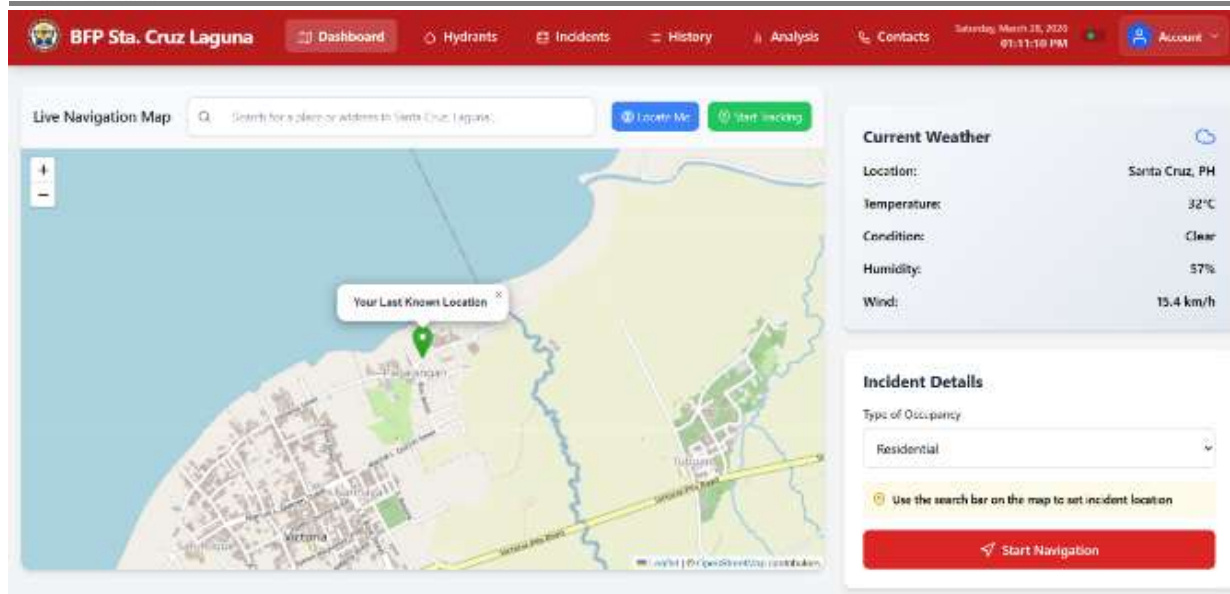 BFP Sta. Cruz Laguna
Dashboard
Hydrants
Incidents
History
Analysis
Contacts
Saturday, March 28, 2026
01:11:10 PM
Account
Live Navigation Map
Search for a place or address in Santa Cruz, Laguna...
Locate Me
Start Tracking
+
−
Your Last Known Location
×
Victoria
Current Weather
Location: Santa Cruz, PH
Temperature: 32°C
Condition: Clear
Humidity: 57%
Wind: 15.4 km/h
Incident Details
Type of Occupancy
Residential
Use the search bar on the map to set incident location
Start Navigation
Leaflet | © OpenStreetMap contributors